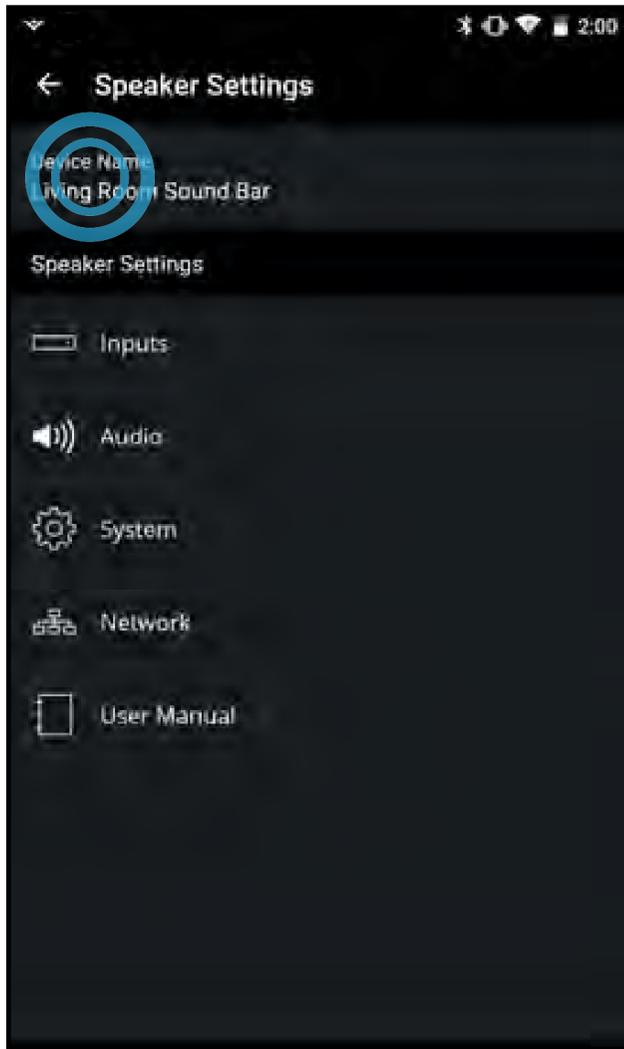 2:00
Speaker Settings
Device Name
Living Room Sound Bar
Speaker Settings
Inputs
Audio
System
Network
User Manual